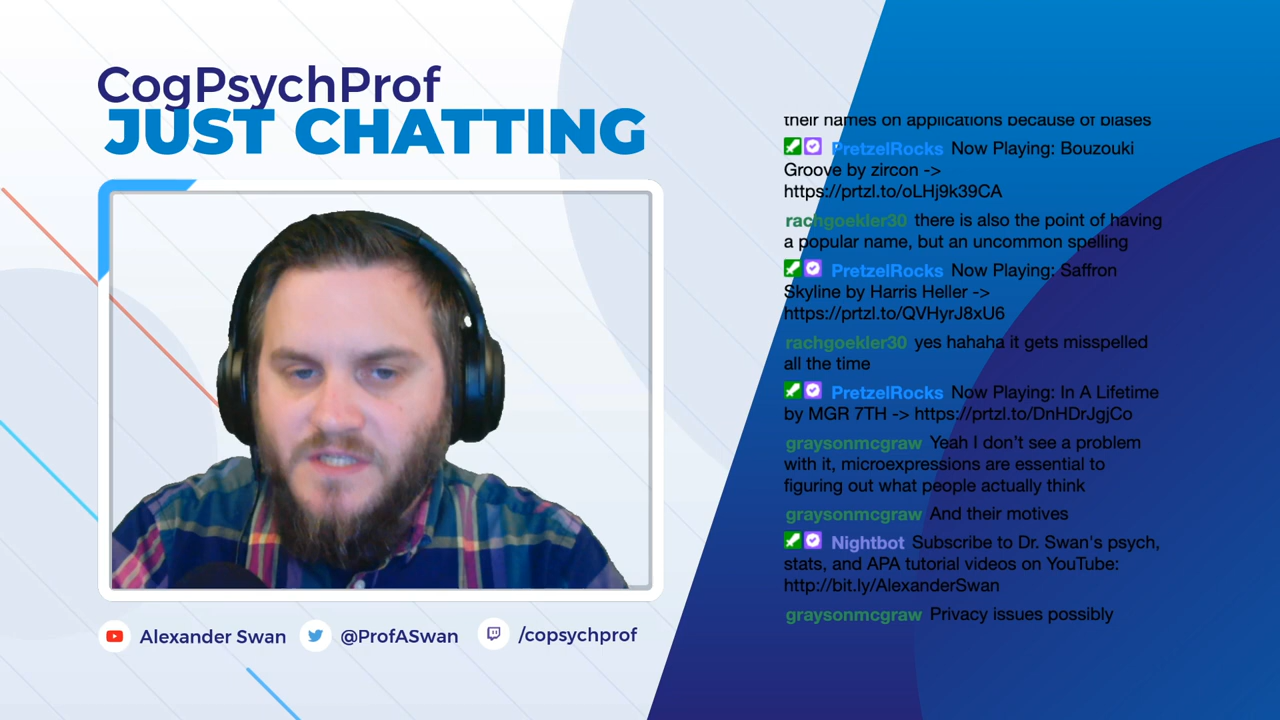 CogPsychProf
JUST CHATTING
Alexander Swan
@ProfASwan
/copsychprof
their names on applications because of biases
PretzelRocks Now Playing: Bouzouki
Groove by zircon ->
https://prtzl.to/oLHj9k39CA
rachgoekler30 there is also the point of having
a popular name, but an uncommon spelling
PretzelRocks Now Playing: Saffron
Skyline by Harris Heller ->
https://prtzl.to/QVHyrJ8xU6
rachgoekler30 yes hahaha it gets misspelled
all the time
PretzelRocks Now Playing: In A Lifetime
by MGR 7TH -> https://prtzl.to/DnHDrJgjCo
graysonmcgraw Yeah I don’t see a problem
with it, microexpressions are essential to
figuring out what people actually think
graysonmcgraw And their motives
Nightbot Subscribe to Dr. Swan's psych,
stats, and APA tutorial videos on YouTube:
http://bit.ly/AlexanderSwan
graysonmcgraw Privacy issues possibly